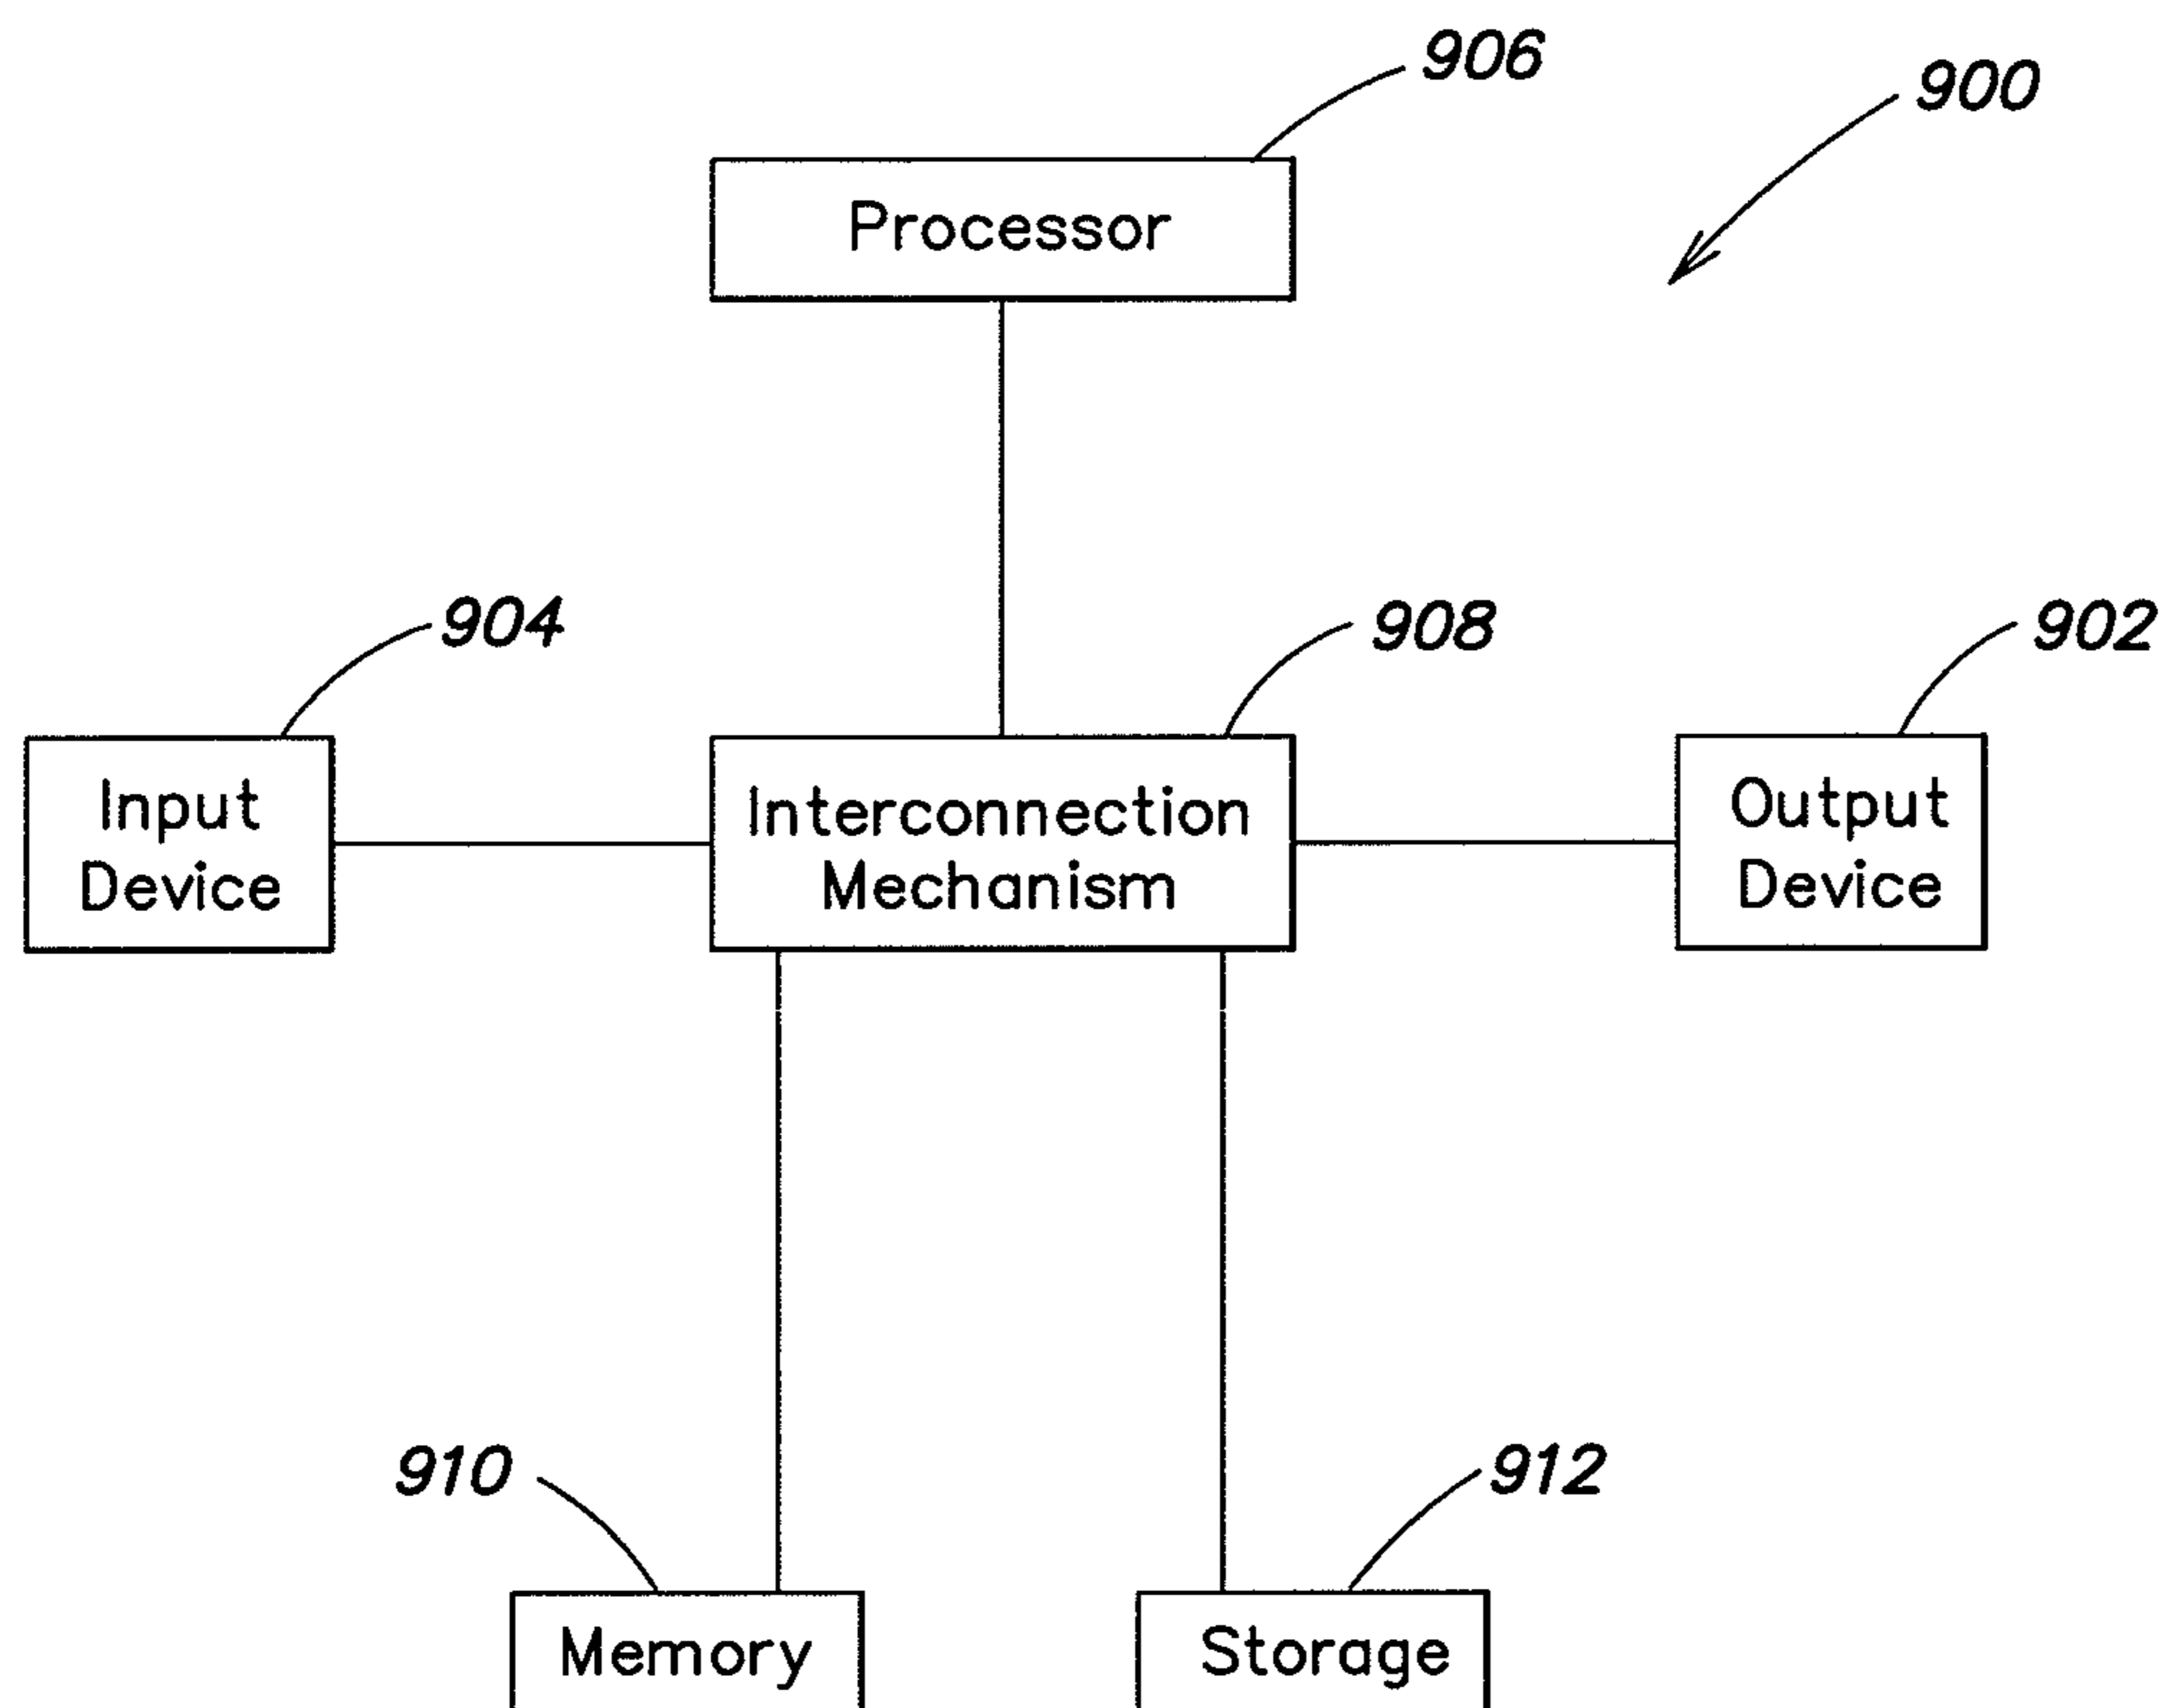 906
900
Processor
904
908
902
Input
Device
Interconnection
Mechanism
Output
Device
910
912
Memory
Storage